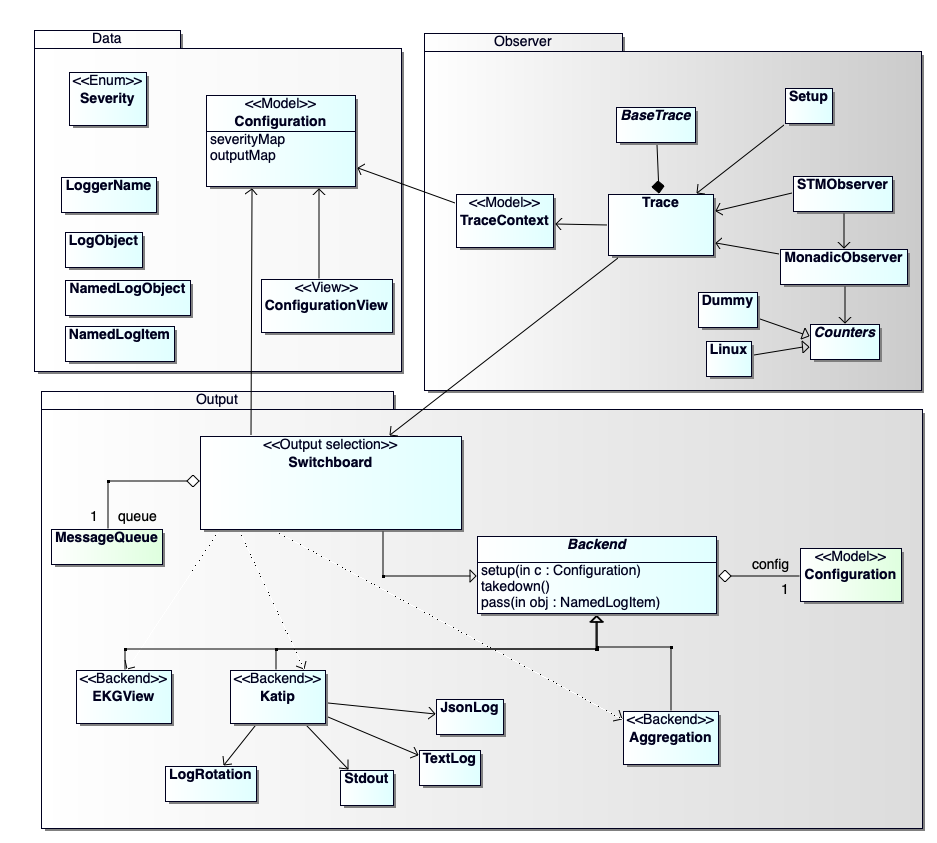 Data
<<Enum>>
Severity
<<Model>>
Configuration
severityMap
outputMap
LoggerName
LogObject
NamedLogObject
NamedLogItem
<<View>>
ConfigurationView
Observer
BaseTrace
Setup
<<Model>>
TraceContext
Trace
STMObserver
MonadicObserver
Dummy
Linux
Counters
Output
<<Output selection>>
Switchboard
1 queue
MessageQueue
Backend
setup(in c : Configuration)
takedown()
pass(in obj : NamedLogItem)
config
1
<<Model>>
Configuration
<<Backend>>
EKGView
<<Backend>>
Katip
JsonLog
TextLog
Stdout
LogRotation
<<Backend>>
Aggregation